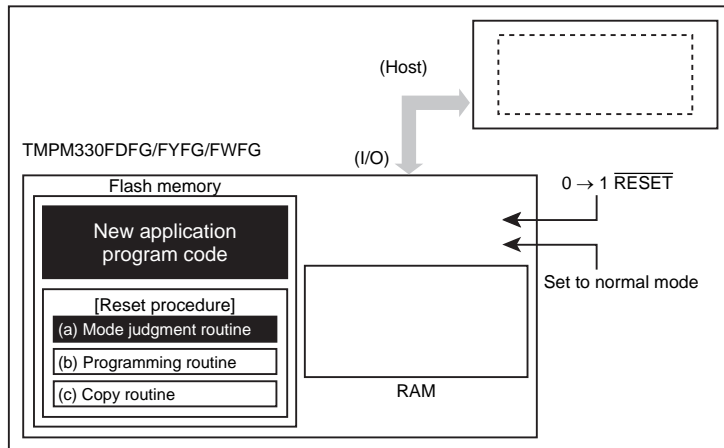 (Host)
TMPM330FDFG/FYFG/FWFG
(I/O)
Flash memory
0 → 1 RESET
New application
program code
Set to normal mode
[Reset procedure]
(a) Mode judgment routine
(b) Programming routine
(c) Copy routine
RAM